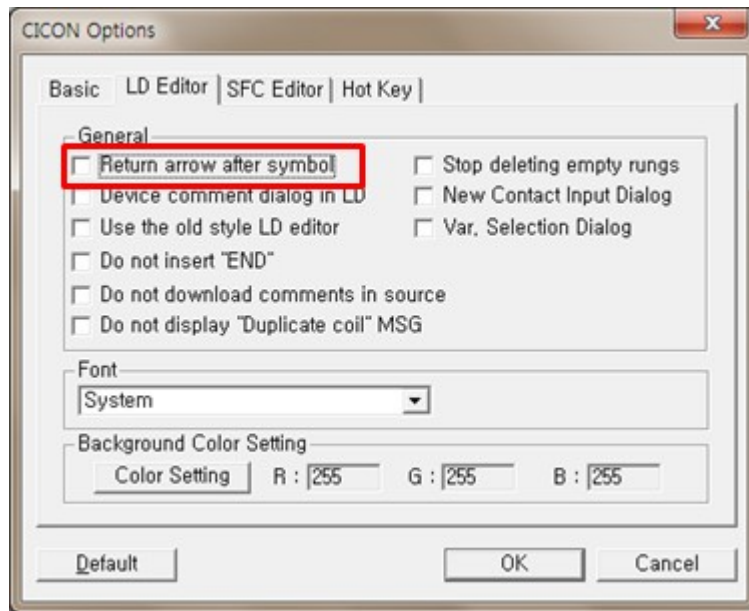 CICON Options
Basic LD Editor SFC Editor Hot Key
General
Return arrow after symbol Stop deleting empty rungs
Device comment dialog in LD New Contact Input Dialog
Use the old style LD editor Var, Selection Dialog
Do not insert "END"
Do not download comments in source
Do not display "Duplicate coil" MSG
Font
System
Background Color Setting
Color Setting R : 255 G : 255 B : 255
Default OK Cancel